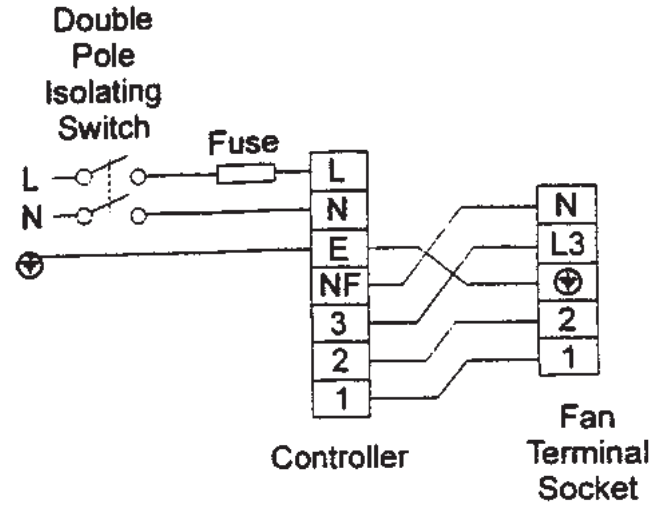 Double
Pole
Isolating
Switch
Fuse
L
N
L
N
E
NF
3
2
1
N
L3
2
1
Controller
Fan
Terminal
Socket